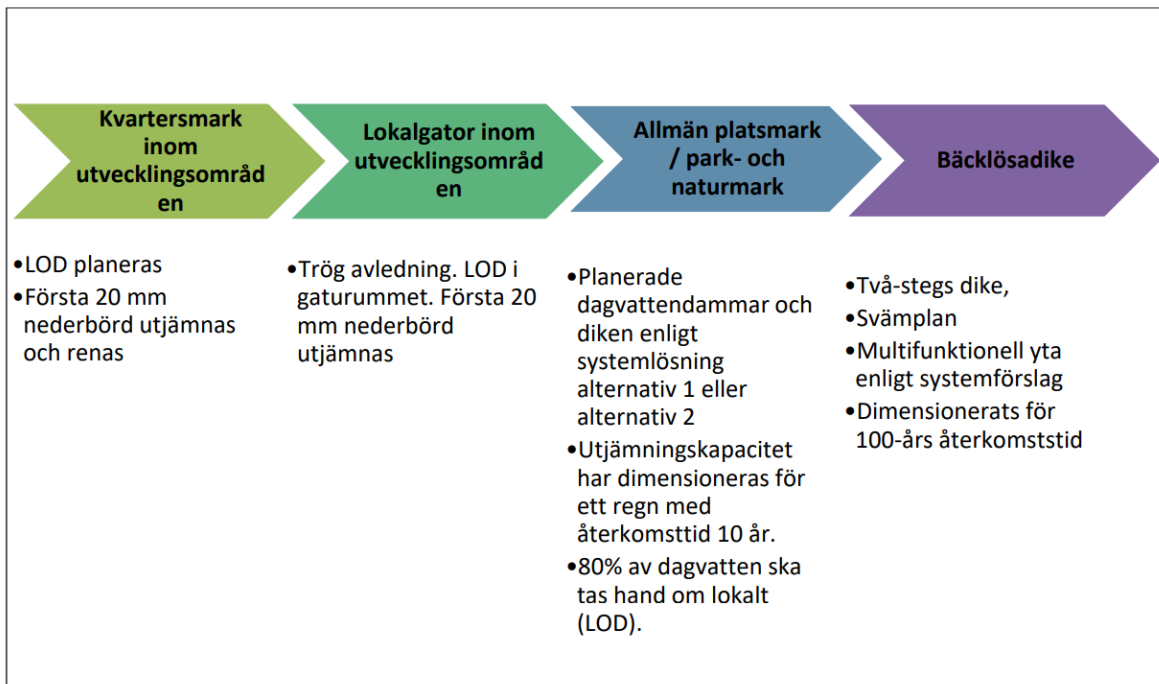 Kvartersmark
inom
utvecklingsområd
en
•LOD planeras
•Första 20 mm
nederbörd utjämnas
och renas
Lokalgator inom
utvecklingsområd
en
•Trög avledning. LOD i
gaturummet. Första 20
mm nederbörd
utjämnas
Allmän platsmark
/ park- och
naturmark
•Planerade
dagvattendammar och
diken enligt
systemlösning
alternativ 1 eller
alternativ 2
•Utjämningskapacitet
har dimensioneras för
ett regn med
återkomsttid 10 år.
•80% av dagvatten ska
tas hand om lokalt
(LOD).
Bäcklösadike
•Två-stegs dike,
•Svämplan
•Multifunktionell yta
enligt systemförslag
•Dimensionerats för
100-års återkomststid